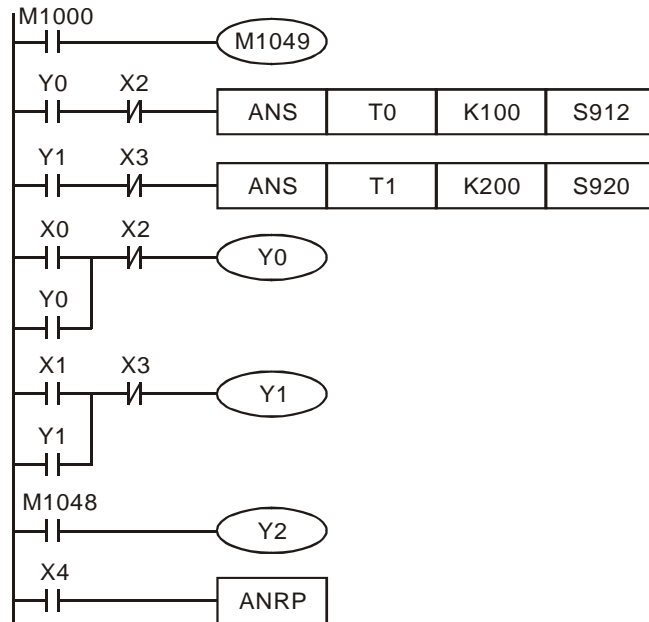 M1000
M1049
Y0 X2
ANS T0 K100 S912
Y1 X3
ANS T1 K200 S920
X0 X2
Y0
Y0
X1 X3
Y1
Y1
M1048
Y2
X4
ANRP